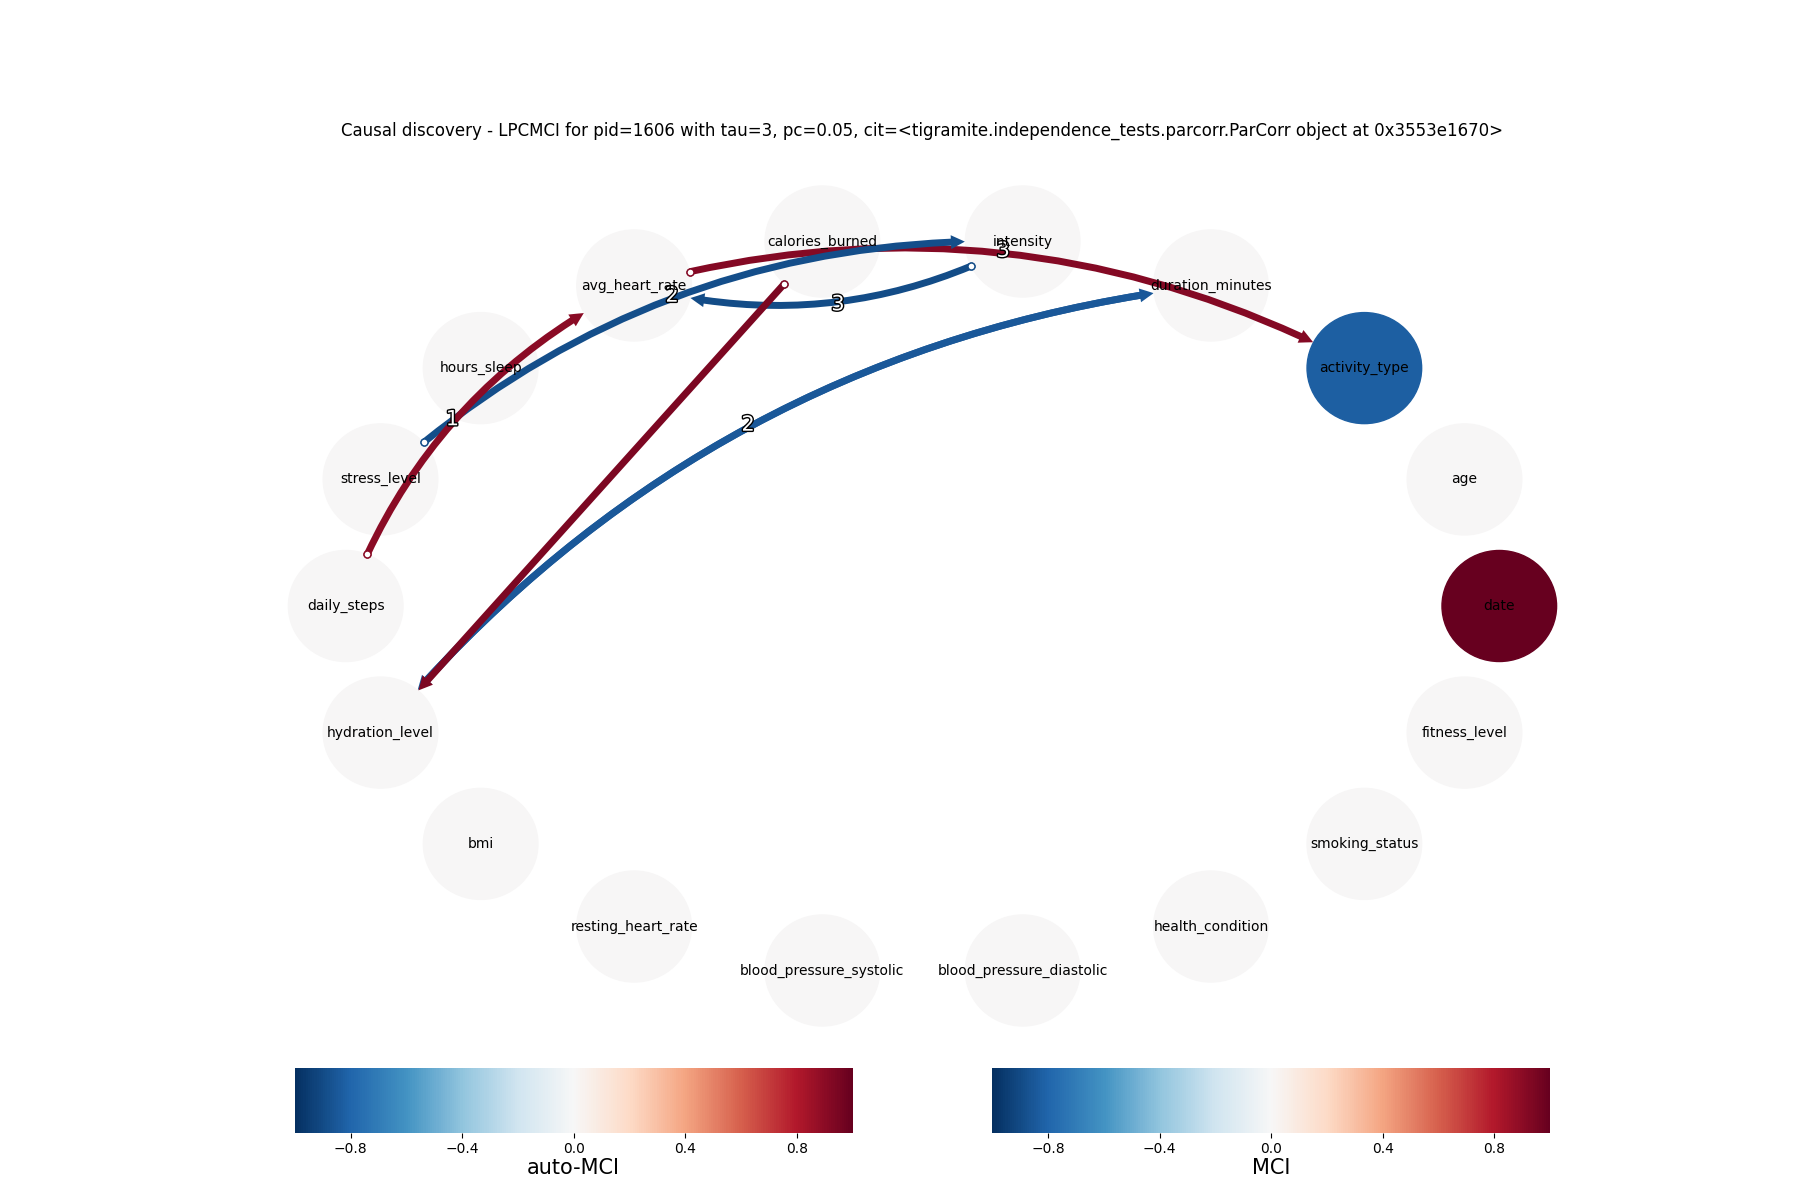 Causal discovery - LPCMCI for pid=1606 with tau=3, pc=0.05, cit=<tigramite.independence_tests.parcorr.ParCorr object at 0x3553e1670>
calories_burned
intensity
3
avg_heart_rate
2
3
duration_minutes
hours_sleep
activity_type
1
2
stress_level
age
daily_steps
date
hydration_level
fitness_level
bmi
smoking_status
resting_heart_rate
health_condition
blood_pressure_systolic
blood_pressure_diastolic
−0.8 −0.4 0.0 0.4 0.8
auto-MCI
−0.8 −0.4 0.0 0.4 0.8
MCI